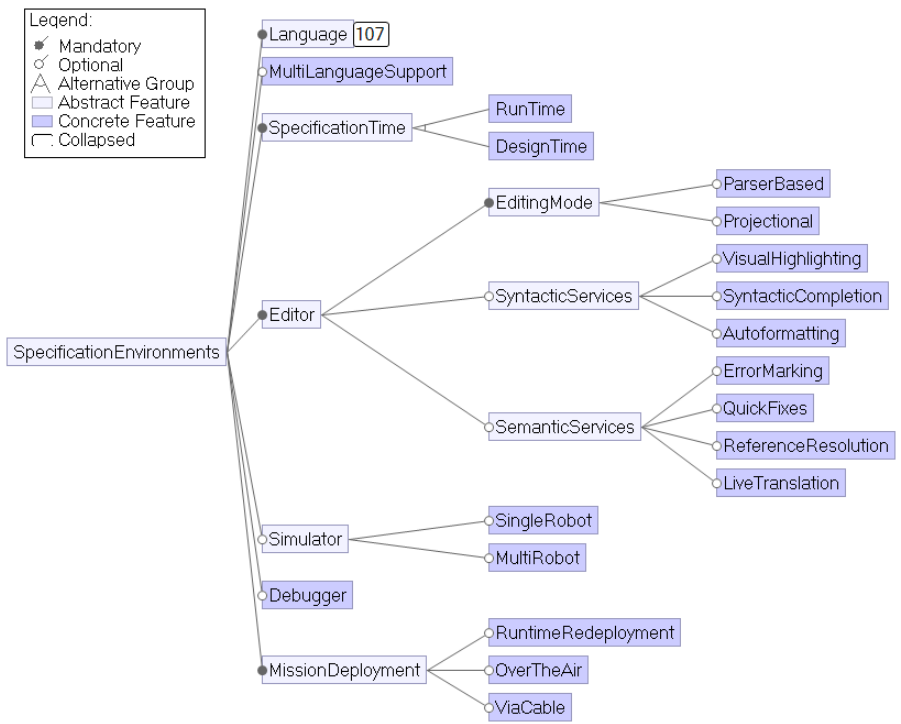 Legend:
Mandatory
Optional
Alternative Group
Abstract Feature
Concrete Feature
Collapsed
Language 107
MultiLanguageSupport
SpecificationTime
RunTime
DesignTime
EditingMode
ParserBased
Projectional
VisualHighlighting
SyntacticServices
SyntacticCompletion
Editor
Autoformatting
SpecificationEnvironments
ErrorMarking
QuickFixes
SemanticServices
ReferenceResolution
LiveTranslation
SingleRobot
Simulator
MultiRobot
Debugger
RuntimeRedeployment
MissionDeployment
OverTheAir
ViaCable